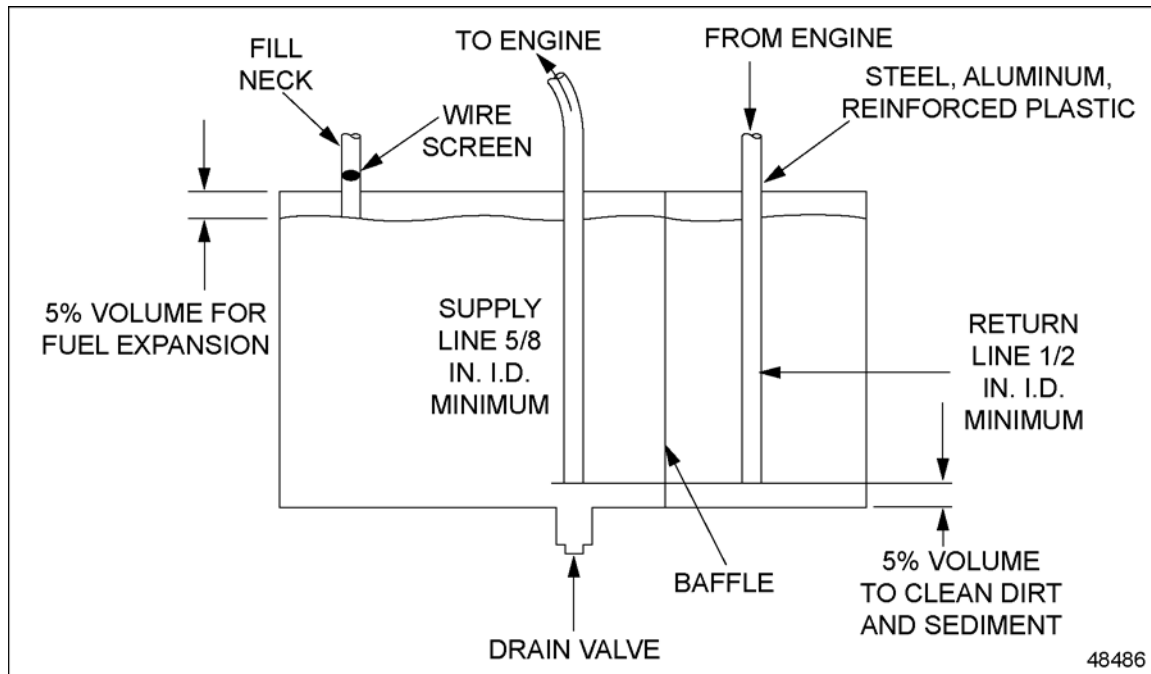 FILL
NECK
WIRE
SCREEN
TO ENGINE
FROM ENGINE
STEEL, ALUMINUM,
REINFORCED PLASTIC
5% VOLUME FOR
FUEL EXPANSION
SUPPLY
LINE 5/8
IN. I.D.
MINIMUM
RETURN
LINE 1/2
IN. I.D.
MINIMUM
BAFFLE
DRAIN VALVE
5% VOLUME
TO CLEAN DIRT
AND SEDIMENT
48486